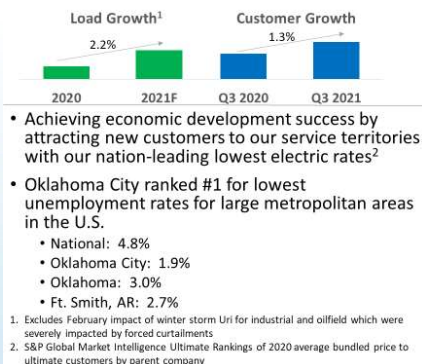 Load Growth¹ Customer Growth
2.2% 1.3%
2020 2021F Q3 2020 Q3 2021
• Achieving economic development success by
attracting new customers to our service territories
with our nation-leading lowest electric rates²
• Oklahoma City ranked #1 for lowest
unemployment rates for large metropolitan areas
in the U.S.
• National: 4.8%
• Oklahoma City: 1.9%
• Oklahoma: 3.0%
• Ft. Smith, AR: 2.7%
1. Excludes February impact of winter storm Uri for industrial and oilfield which were
severely impacted by forced curtailments
2. S&P Global Market Intelligence Ultimate Rankings of 2020 average bundled price to
ultimate customers by parent company